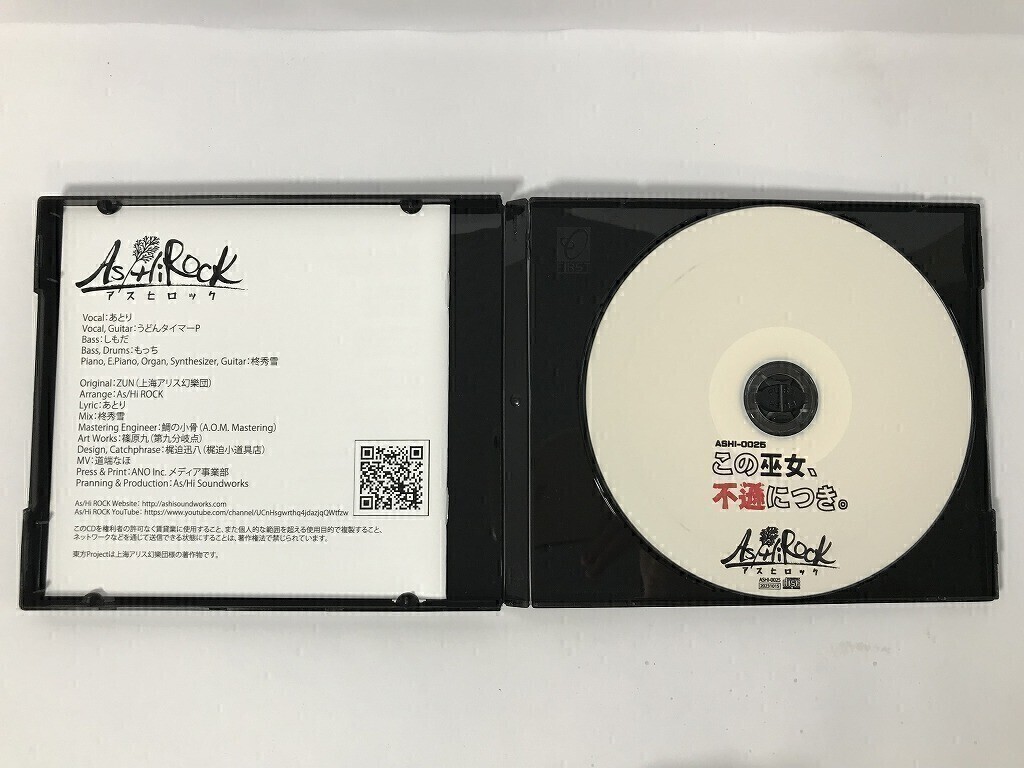 As/Hi ROCK
アスヒロック
Vocal：あとり
Vocal, Guitar：うどんタイマーP
Bass：しもだ
Bass, Drums：もっち
Piano, E.Piano, Organ, Synthesizer, Guitar：柊秀雪
Original：ZUN（上海アリス幻樂団）
Arrange：As/Hi ROCK
Lyric：あとり
Mix：柊秀雪
Mastering Engineer：鯛の小骨（A.O.M. Mastering）
Art Works：篠原九（第九分岐点）
Design, Catchphrase：梶迫迅八（梶迫小道具店）
MV：道端なほ
Press & Print：ANO Inc. メディア事業部
Pranning & Production：As/Hi Soundworks
As/Hi ROCK Website： http://ashisoundworks.com
As/Hi ROCK YouTube： https://www.youtube.com/channel/UCnHsgwrthq4jdazjqQWtfzw
このCDを権利者の許可なく賃貸業に使用すること、また個人的な範囲を超える使用目的で複製すること、
ネットワークなどを通じて送信できる状態にすることは、著作権法で禁じられています。
東方Projectは上海アリス幻樂団様の著作物です。
ASHI-0025
この巫女、
不遜につき。
As/Hi ROCK
アスヒロック
ASHI-0025
20231015